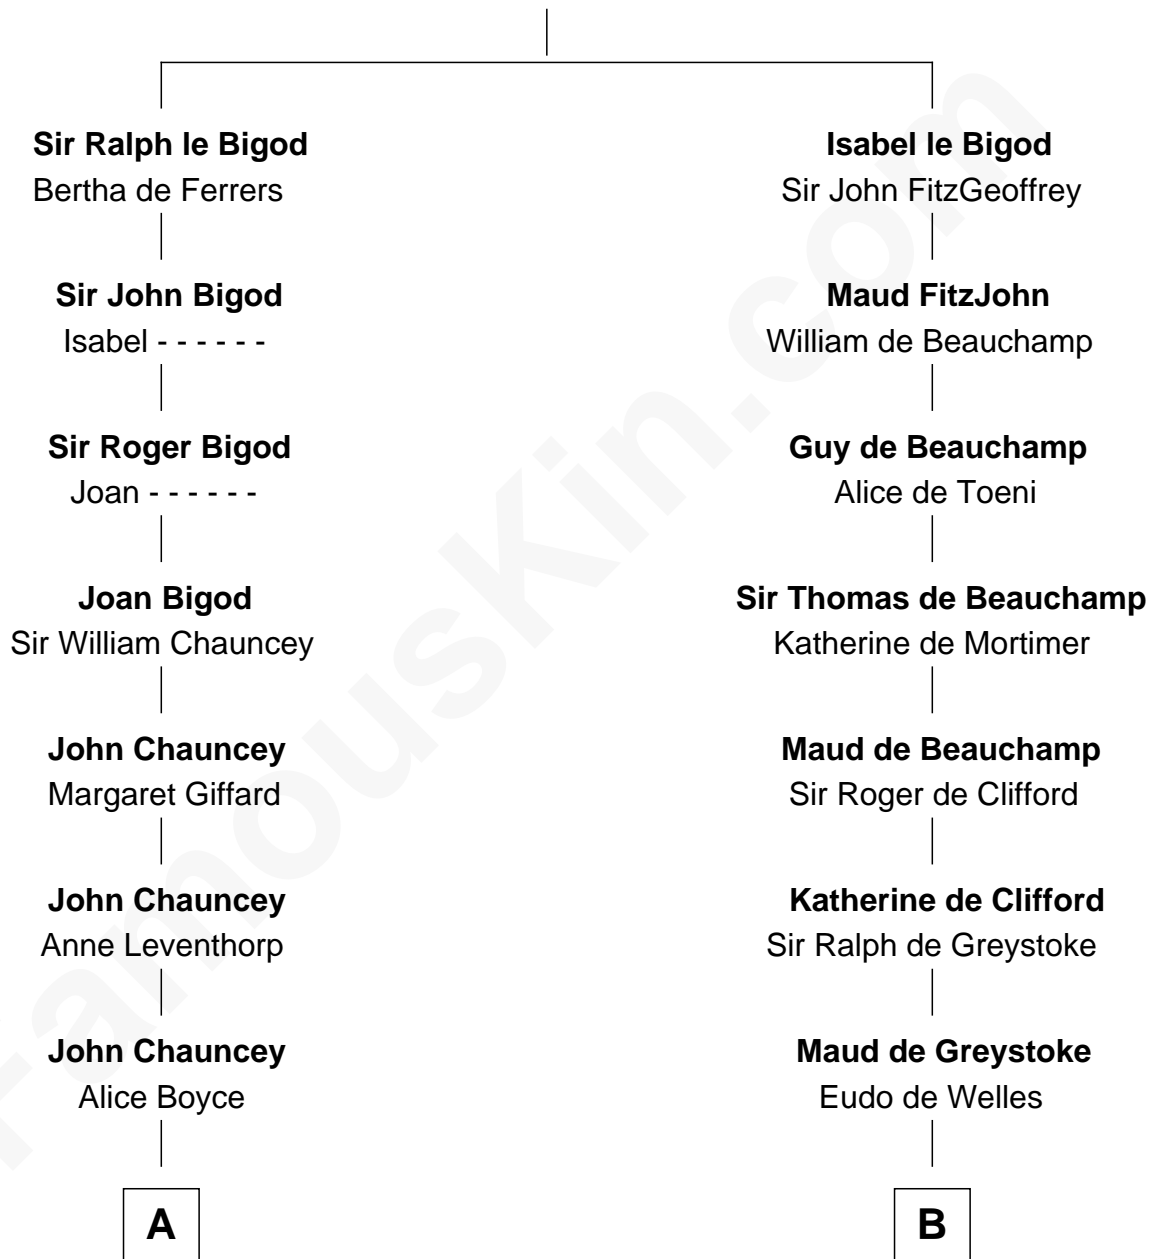 Sir Ralph le Bigod
Bertha de Ferrers
Isabel le Bigod
Sir John FitzGeoffrey
Sir John Bigod
Isabel - - - - - -
Maud FitzJohn
William de Beauchamp
Sir Roger Bigod
Joan - - - - - -
Guy de Beauchamp
Alice de Toeni
Joan Bigod
Sir William Chauncey
Sir Thomas de Beauchamp
Katherine de Mortimer
John Chauncey
Margaret Giffard
Maud de Beauchamp
Sir Roger de Clifford
John Chauncey
Anne Leventhorp
Katherine de Clifford
Sir Ralph de Greystoke
John Chauncey
Alice Boyce
Maud de Greystoke
Eudo de Welles
A
B
FamousKin.com